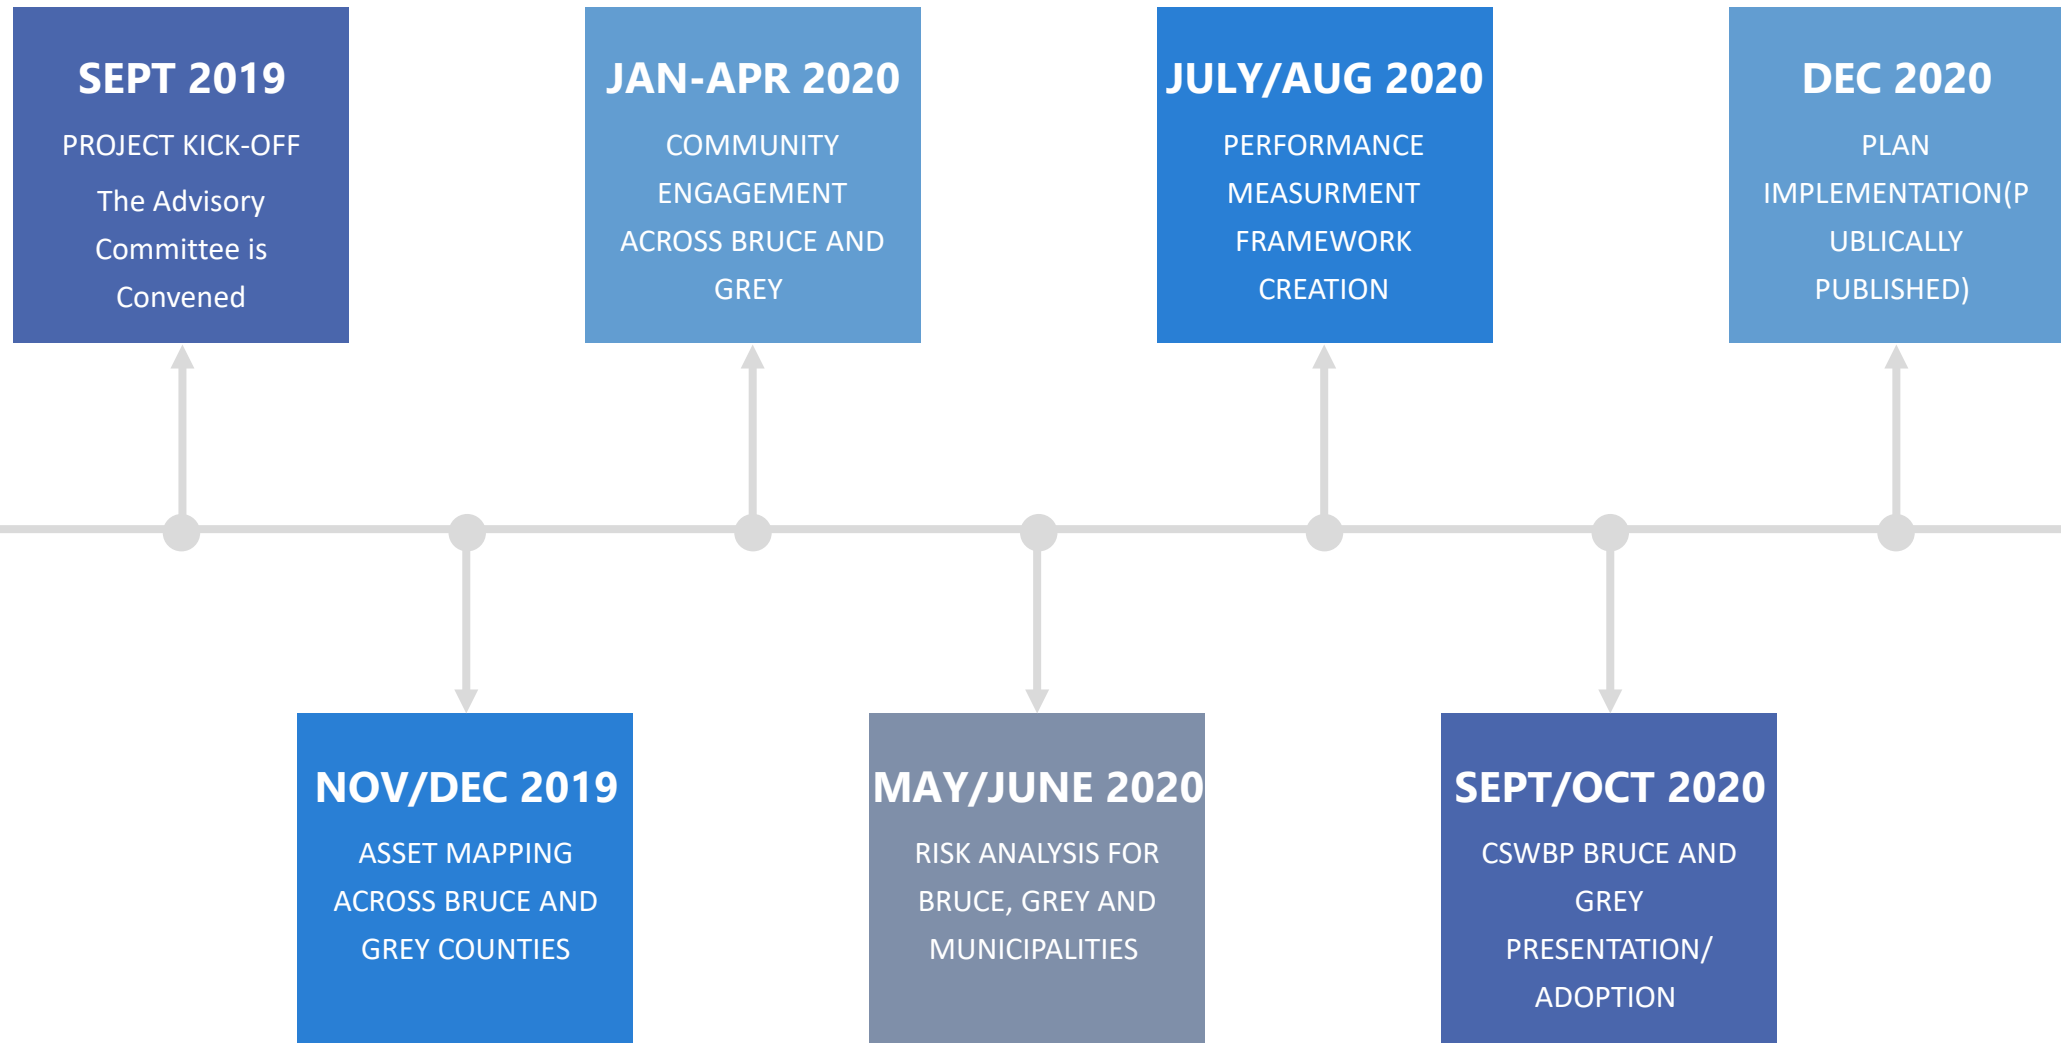 SEPT 2019
PROJECT KICK-OFF
The Advisory
Committee is
Convened
NOV/DEC 2019
ASSET MAPPING
ACROSS BRUCE AND
GREY COUNTIES
JAN-APR 2020
COMMUNITY
ENGAGEMENT
ACROSS BRUCE AND
GREY
MAY/JUNE 2020
RISK ANALYSIS FOR
BRUCE, GREY AND
MUNICIPALITIES
JULY/AUG 2020
PERFORMANCE
MEASURMENT
FRAMEWORK
CREATION
SEPT/OCT 2020
CSWBP BRUCE AND
GREY
PRESENTATION/
ADOPTION
DEC 2020
PLAN
IMPLEMENTATION(P
UBLICALLY
PUBLISHED)